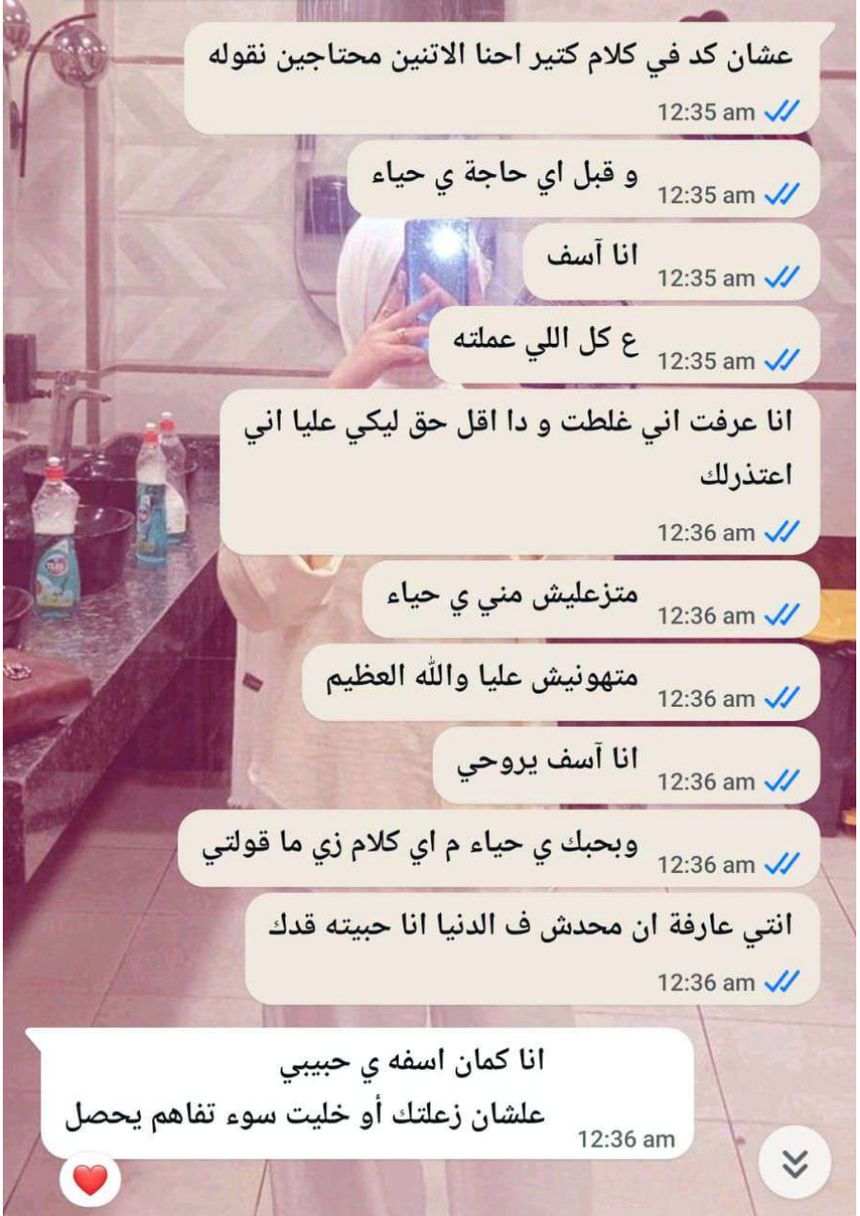 عشان كد في كلام كتير احنا الاتنين محتاجين نقوله
12:35 am
و قبل اي حاجة ي حياء
12:35 am
انا آسف
12:35 am
ع كل اللي عملته
12:35 am
انا عرفت اني غلطت و دا اقل حق ليكي عليا اني
اعتذرلك
12:36 am
متزعليش مني ي حياء
12:36 am
متهونيش عليا والله العظيم
12:36 am
انا آسف يروحي
12:36 am
وبحبك ي حياء م اي كلام زي ما قولتي
12:36 am
انتي عارفة ان محدش ف الدنيا انا حبيته قدك
12:36 am
انا كمان اسفه ي حبيبي
علشان زعلتك أو خليت سوء تفاهم يحصل
12:36 am